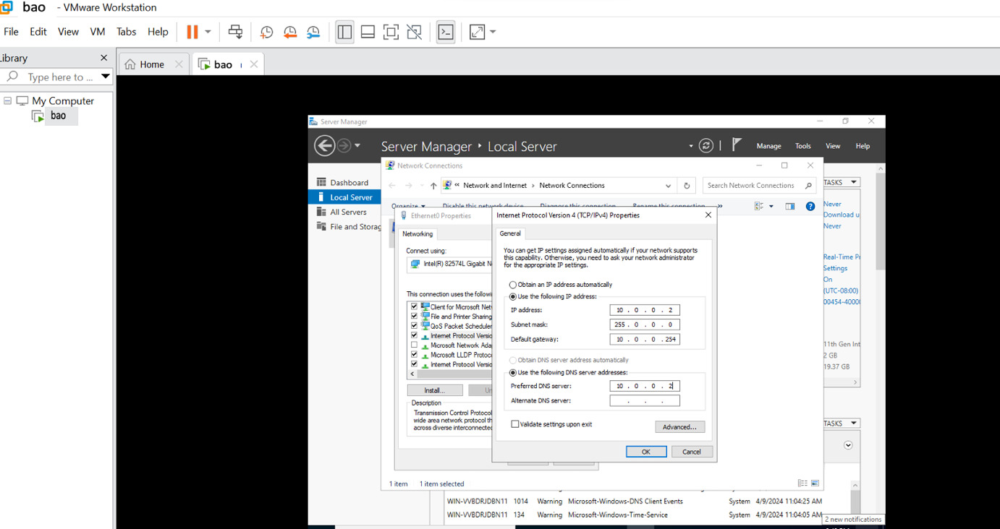 bao - VMware Workstation
File Edit View VM Tabs Help
Library
Home
bao
Type here to ...
My Computer
bao
Server Manager
Server Manager Local Server
Manage Tools View Help
Network Connections
Dashboard
Local Server
All Servers
File and Storag
« Network and Internet › Network Connections
Search Network Connections
Organize Disable this network device Diagnose this connection Rename this connection »
Ethernet0 Properties
Networking
Connect using:
Intel(R) 82574L Gigabit N
This connection uses the followi
Client for Microsoft Net
File and Printer Sharing
QoS Packet Scheduler
Internet Protocol Versio
Microsoft Network Ada
Microsoft LLDP Protoc
Internet Protocol Versio
Install...
Un
Description
Transmission Control Protocol
wide area network protocol th
across diverse interconnected
Internet Protocol Version 4 (TCP/IPv4) Properties
General
You can get IP settings assigned automatically if your network supports
this capability. Otherwise, you need to ask your network administrator
for the appropriate IP settings.
Obtain an IP address automatically
Use the following IP address:
IP address: 10 . 0 . 0 . 2
Subnet mask: 255 . 0 . 0 . 0
Default gateway: 10 . 0 . 0 . 254
Obtain DNS server address automatically
Use the following DNS server addresses:
Preferred DNS server: 10 . 0 . 0 . 2
Alternate DNS server: . . .
Validate settings upon exit
Advanced...
OK Cancel
TASKS
Never
Download u
Never
Real-Time Pr
Settings
On
(UTC-08:00)
00454-4000
11th Gen Int
2 GB
19.37 GB
TASKS
1 item 1 item selected
WIN-VVBDRJDBN11 1014 Warning Microsoft-Windows-DNS Client Events System 4/9/2024 11:04:25 AM
WIN-VVBDRJDBN11 134 Warning Microsoft-Windows-Time-Service System 4/9/2024 11:04:05 AM
2 new notifications